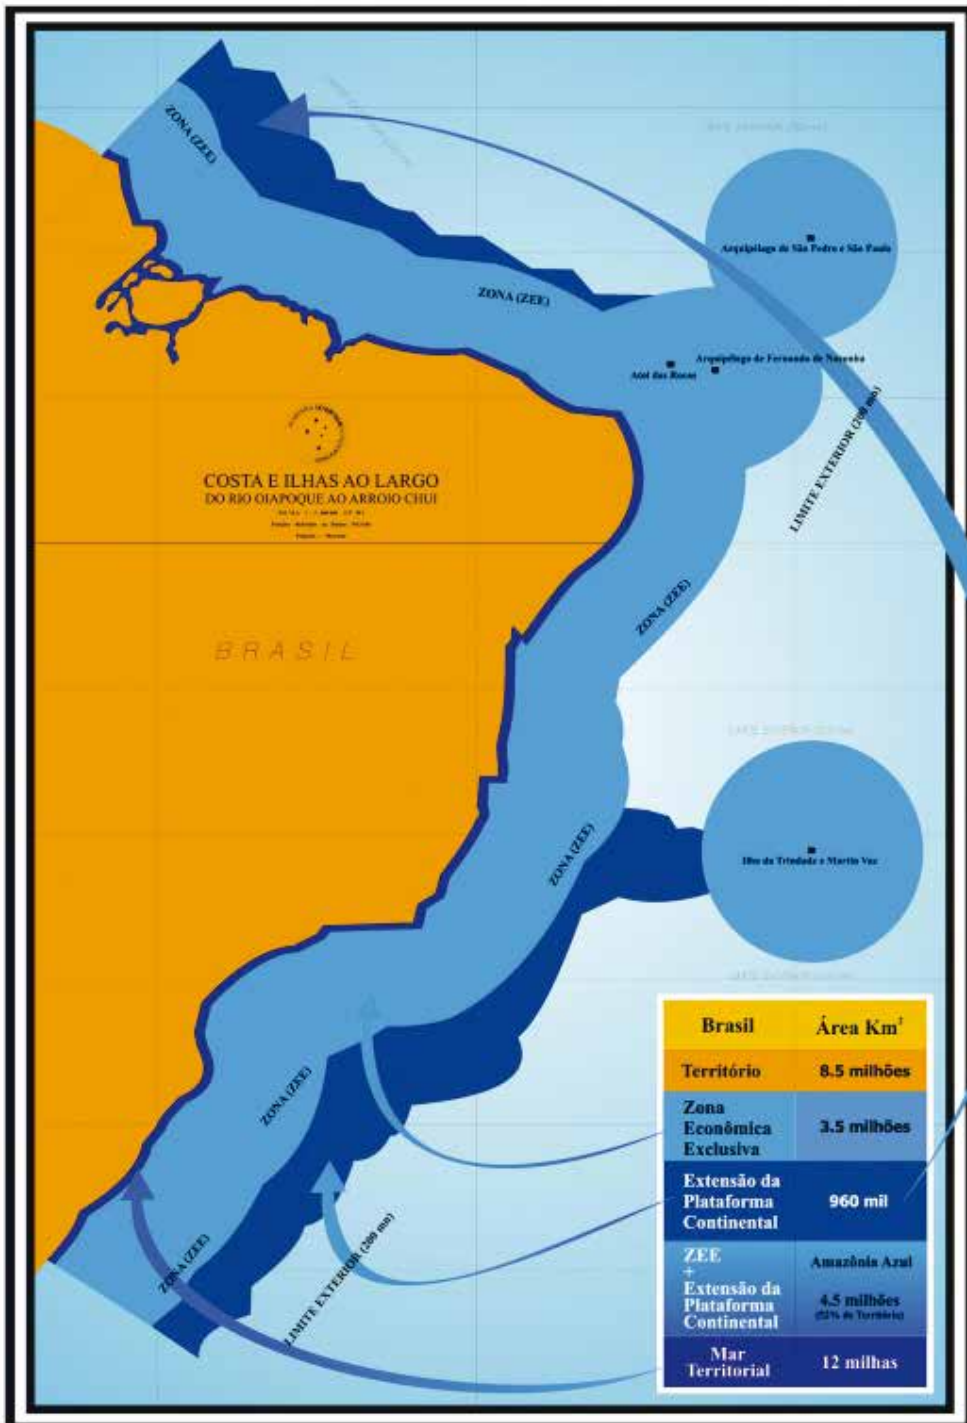 ZONA (ZEE)
Arquipélago de São Pedro e São Paulo
ZONA (ZEE)
Arquipélago de Fernando de Noronha
Atol das Rocas
LIMITE EXTERIOR (200 mn)
COSTA E ILHAS AO LARGO
DO RIO OIAPOQUE AO ARROIO CHUI
ZONA (ZEE)
BRASIL
ZONA (ZEE)
Ilha da Trindade e Martin Vaz
ZONA (ZEE)
ZONA (ZEE)
LIMITE EXTERIOR (200 mn)
Brasil Área Km²
Território 8.5 milhões
Zona
Econômica 3.5 milhões
Exclusiva
Extensão da
Plataforma 960 mil
Continental
ZEE Amazônia Azul
+
Extensão da
Plataforma 4.5 milhões
Continental (52% do Território)
Mar
Territorial 12 milhas